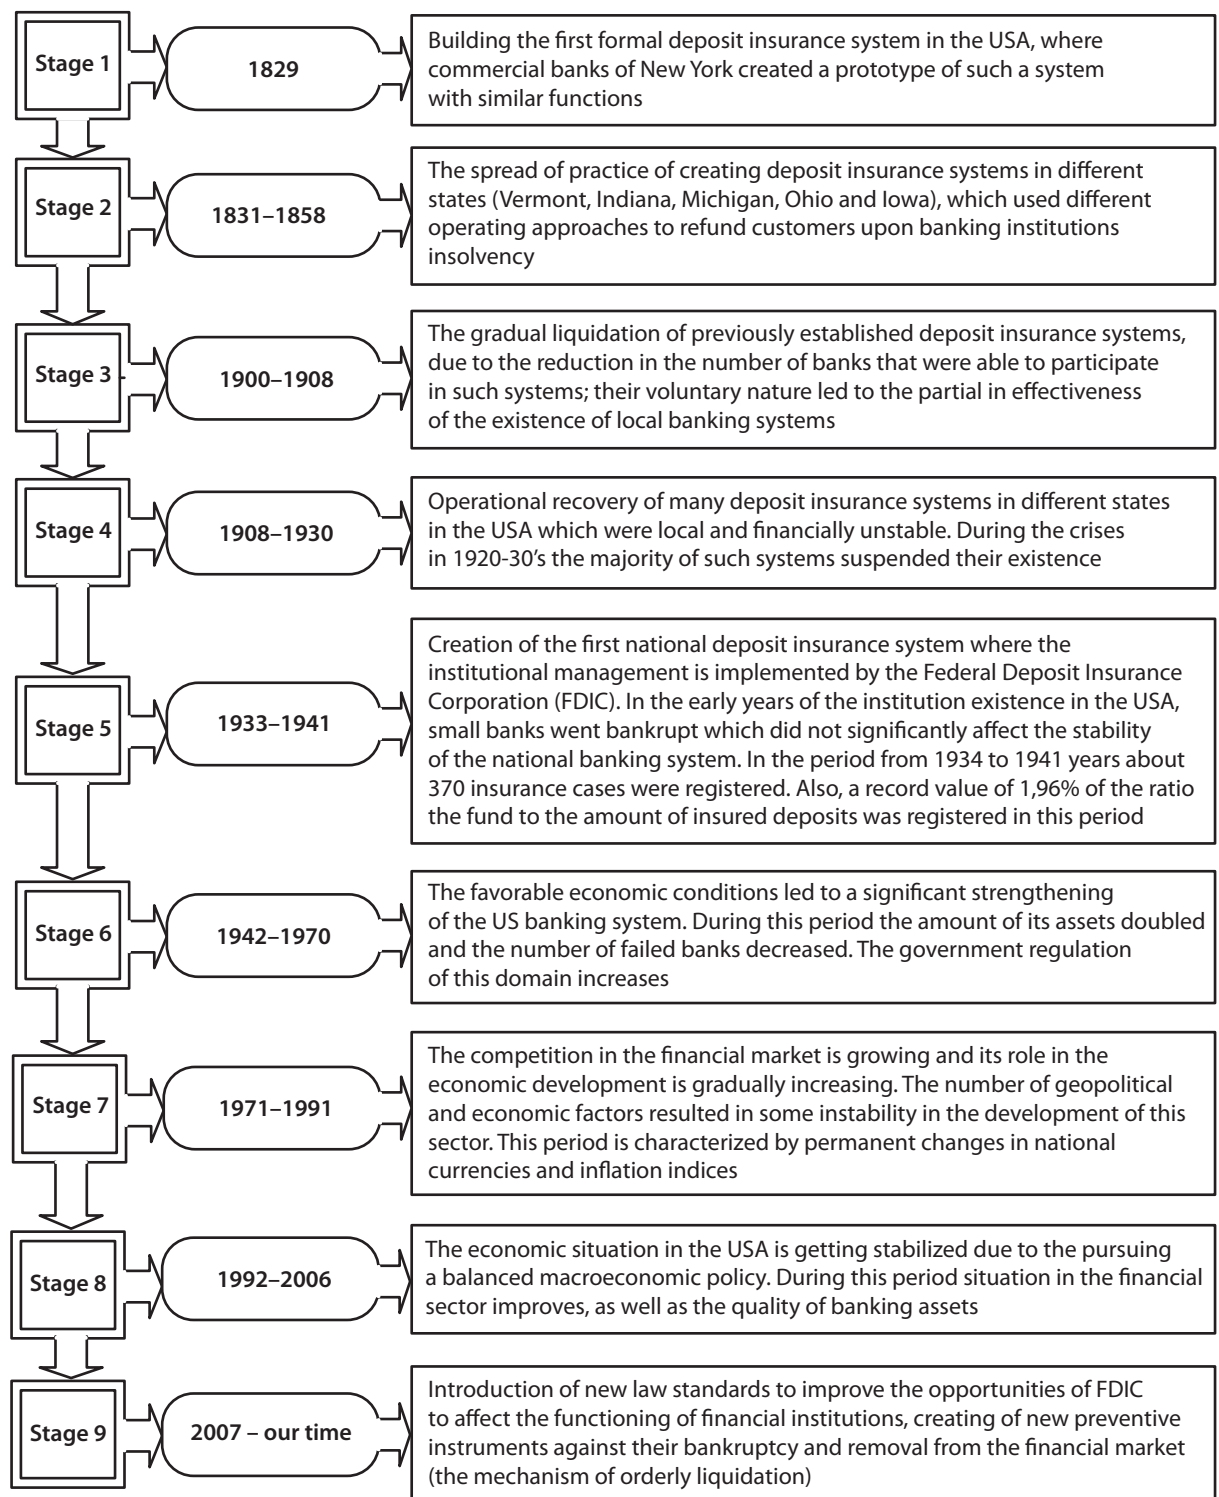 Stage 1
1829
Building the first formal deposit insurance system in the USA, where
commercial banks of New York created a prototype of such a system
with similar functions
Stage 2
1831–1858
The spread of practice of creating deposit insurance systems in different
states (Vermont, Indiana, Michigan, Ohio and Iowa), which used different
operating approaches to refund customers upon banking institutions
insolvency
Stage 3
1900–1908
The gradual liquidation of previously established deposit insurance systems,
due to the reduction in the number of banks that were able to participate
in such systems; their voluntary nature led to the partial in effectiveness
of the existence of local banking systems
Stage 4
1908–1930
Operational recovery of many deposit insurance systems in different states
in the USA which were local and financially unstable. During the crises
in 1920-30's the majority of such systems suspended their existence
Stage 5
1933–1941
Creation of the first national deposit insurance system where the
institutional management is implemented by the Federal Deposit Insurance
Corporation (FDIC). In the early years of the institution existence in the USA,
small banks went bankrupt which did not significantly affect the stability
of the national banking system. In the period from 1934 to 1941 years about
370 insurance cases were registered. Also, a record value of 1,96% of the ratio
the fund to the amount of insured deposits was registered in this period
Stage 6
1942–1970
The favorable economic conditions led to a significant strengthening
of the US banking system. During this period the amount of its assets doubled
and the number of failed banks decreased. The government regulation
of this domain increases
Stage 7
1971–1991
The competition in the financial market is growing and its role in the
economic development is gradually increasing. The number of geopolitical
and economic factors resulted in some instability in the development of this
sector. This period is characterized by permanent changes in national
currencies and inflation indices
Stage 8
1992–2006
The economic situation in the USA is getting stabilized due to the pursuing
a balanced macroeconomic policy. During this period situation in the financial
sector improves, as well as the quality of banking assets
Stage 9
2007 – our time
Introduction of new law standards to improve the opportunities of FDIC
to affect the functioning of financial institutions, creating of new preventive
instruments against their bankruptcy and removal from the financial market
(the mechanism of orderly liquidation)